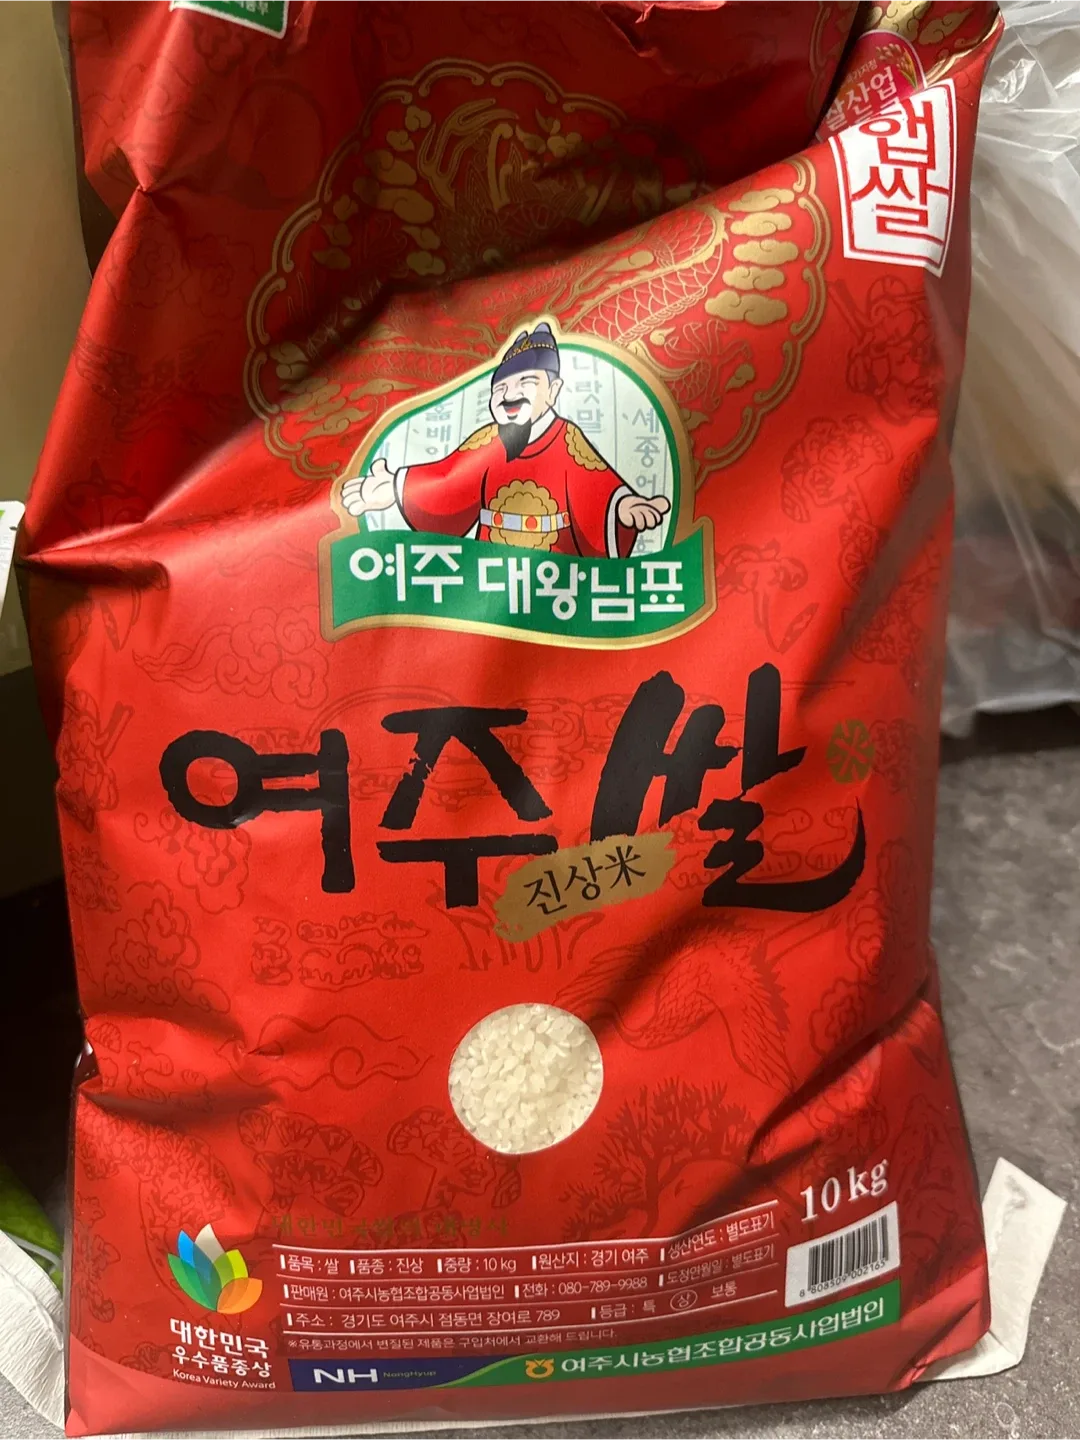 쌀산업
햅
쌀
여주 대왕님표
여주쌀
진상米
10kg
품목 : 쌀 품종 : 진상 중량 : 10 kg 원산지 : 경기 여주 생산연도 : 별도표기
판매원 : 여주시농협조합공동사업법인 전화 : 080-789-9988 도정연월일 : 별도표기
주소 : 경기도 여주시 점동면 장여로 789 등급 : 특 상 보통
※유통과정에서 변질된 제품은 구입처에서 교환해 드립니다.
8 808509 002165
대한민국
우수품종상
Korea Variety Award
NH NongHyup 여주시농협조합공동사업법인